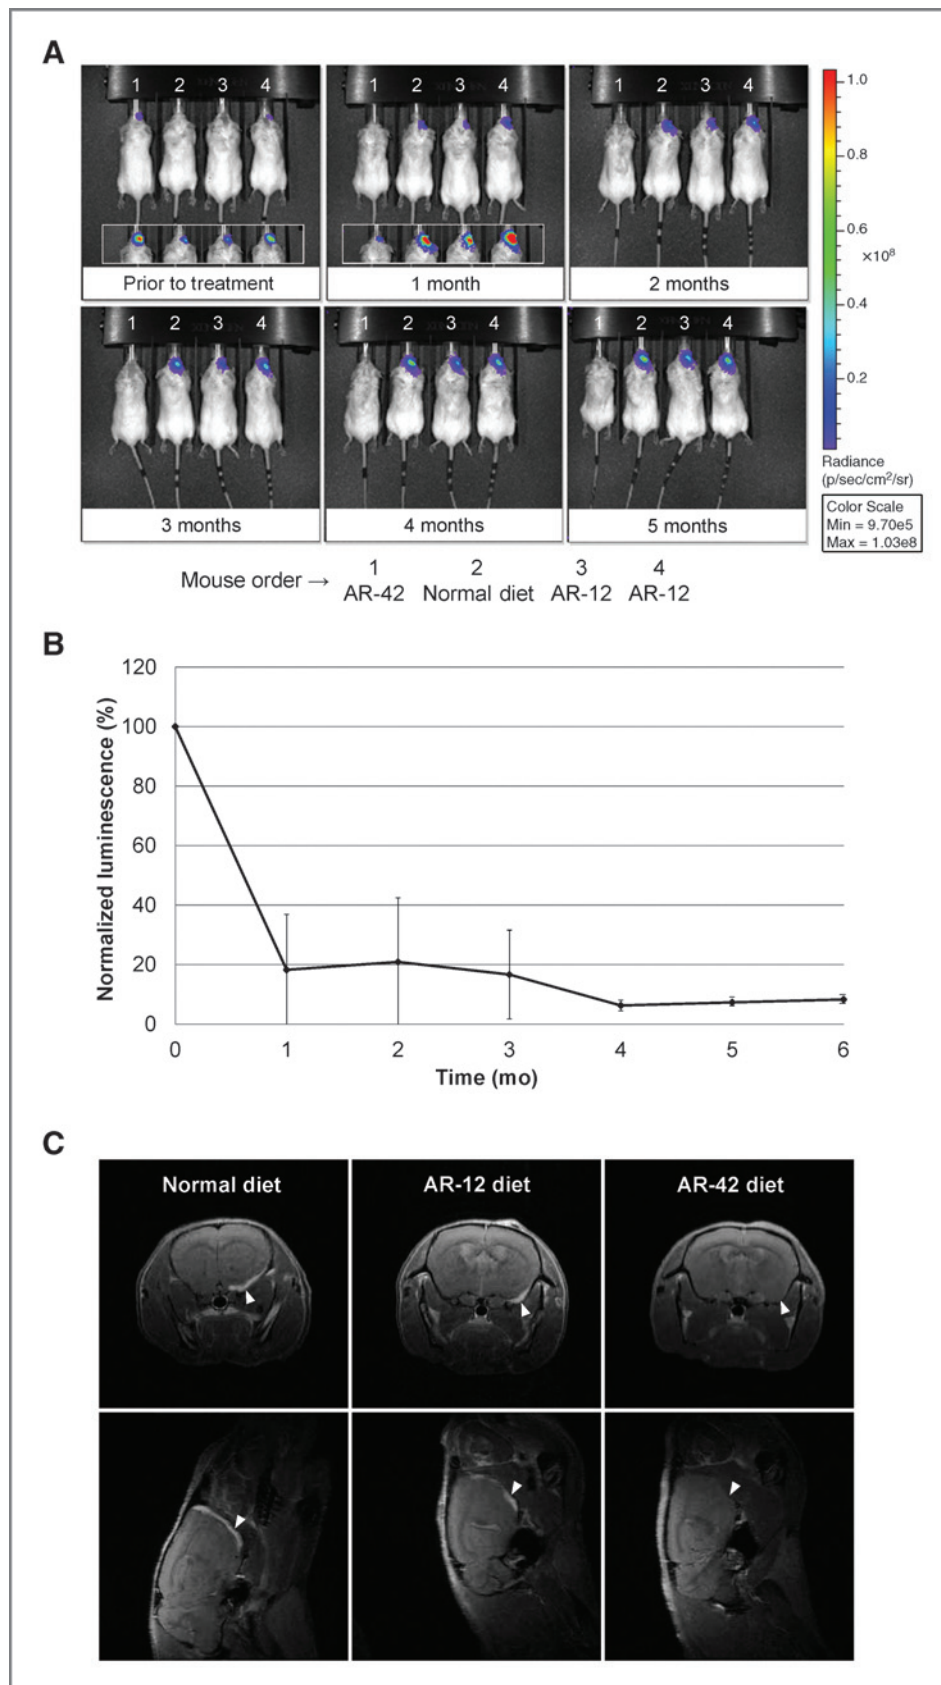 A
1 2 3 4
1 2 3 4
1 2 3 4
Prior to treatment
1 month
2 months
1 2 3 4
1 2 3 4
1 2 3 4
3 months
4 months
5 months
1.0
0.8
0.6
×10⁸
0.4
0.2
Radiance
(p/sec/cm²/sr)
Color Scale
Min = 9.70e5
Max = 1.03e8
1 2 3 4
Mouse order → AR-42 Normal diet AR-12 AR-12
B
Normalized luminescence (%)
120
100
80
60
40
20
0
0 1 2 3 4 5 6
Time (mo)
C
Normal diet
AR-12 diet
AR-42 diet